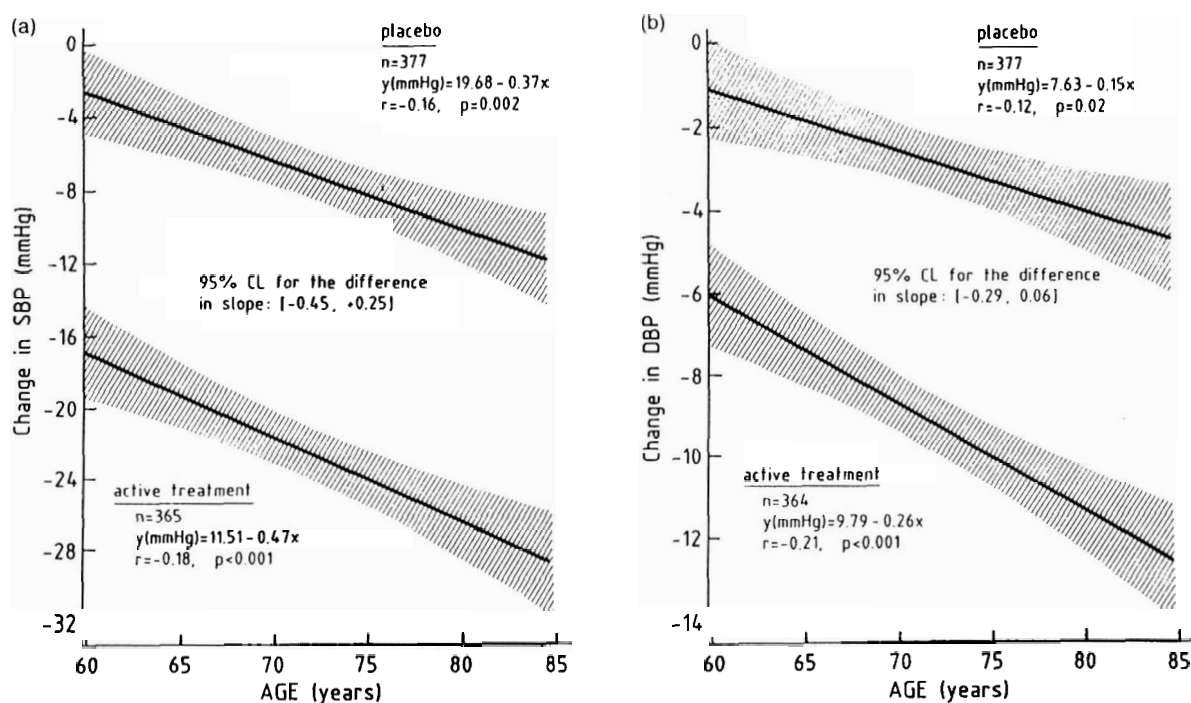 (a)
placebo
n=377
y(mmHg)=19.68-0.37x
r=-0.16, p=0.002
0
-4
-8
-12
-16
-20
-24
-28
-32
Change in SBP (mmHg)
95% CL for the difference
in slope: [-0.45, +0.25]
active treatment
n=365
y(mmHg)=11.51-0.47x
r=-0.18, p<0.001
60 65 70 75 80 85
AGE (years)
(b)
placebo
n=377
y(mmHg)=7.63-0.15x
r=-0.12, p=0.02
0
-2
-4
-6
-8
-10
-12
-14
Change in DBP (mmHg)
95% CL for the difference
in slope: [-0.29, 0.06]
active treatment
n=364
y(mmHg)=9.79-0.26x
r=-0.21, p<0.001
60 65 70 75 80 85
AGE (years)